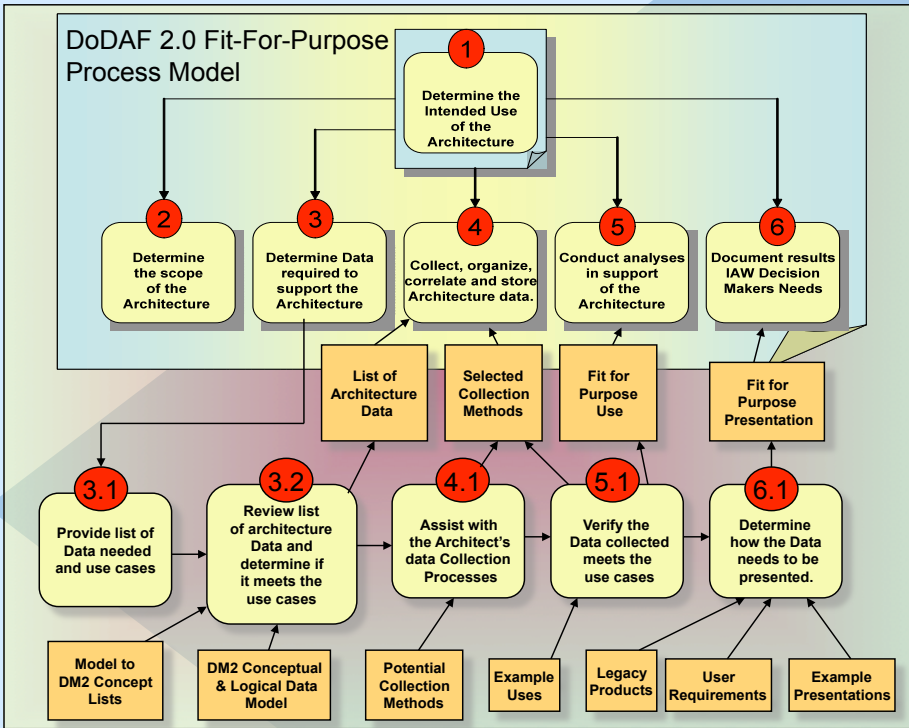 DoDAF 2.0 Fit-For-Purpose
Process Model
1
Determine the
Intended Use
of the
Architecture
2
Determine
the scope
of the
Architecture
3
Determine Data
required to
support the
Architecture
4
Collect, organize,
correlate and store
Architecture data.
5
Conduct analyses
in support
of the
Architecture
6
Document results
IAW Decision
Makers Needs
List of
Architecture
Data
Selected
Collection
Methods
Fit for
Purpose
Use
Fit for
Purpose
Presentation
3.1
Provide list of
Data needed
and use cases
3.2
Review list
of architecture
Data and
determine if
it meets the
use cases
4.1
Assist with
the Architect's
data Collection
Processes
5.1
Verify the
Data collected
meets the
use cases
6.1
Determine
how the Data
needs to be
presented.
Model to
DM2 Concept
Lists
DM2 Conceptual
& Logical Data
Model
Potential
Collection
Methods
Example
Uses
Legacy
Products
User
Requirements
Example
Presentations